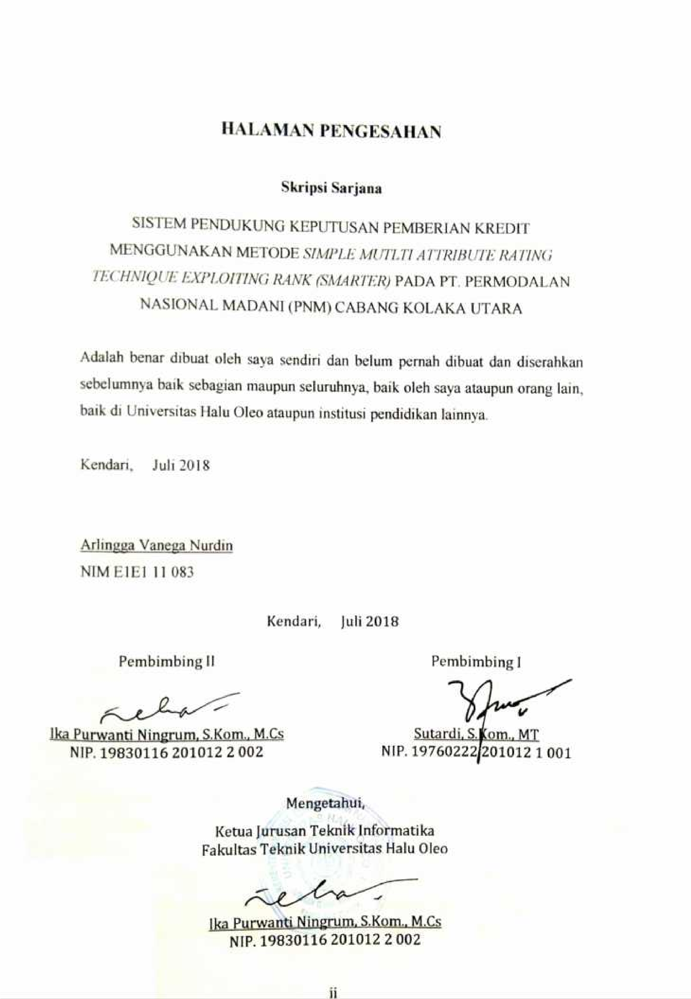 HALAMAN PENGESAHAN
Skripsi Sarjana
SISTEM PENDUKUNG KEPUTUSAN PEMBERIAN KREDIT
MENGGUNAKAN METODE SIMPLE MUTLTI ATTRIBUTE RATING
TECHNIQUE EXPLOITING RANK (SMARTER) PADA PT. PERMODALAN
NASIONAL MADANI (PNM) CABANG KOLAKA UTARA
Adalah benar dibuat oleh saya sendiri dan belum pernah dibuat dan diserahkan
sebelumnya baik sebagian maupun seluruhnya, baik oleh saya ataupun orang lain,
baik di Universitas Halu Oleo ataupun institusi pendidikan lainnya.
Kendari, Juli 2018
Arlingga Vanega Nurdin
NIM E1E1 11 083
Kendari, Juli 2018
Pembimbing II
Pembimbing I
Ika Purwanti Ningrum, S.Kom., M.Cs
Sutardi, S.Kom., MT
NIP. 19830116 201012 2 002
NIP. 19760222 201012 1 001
Mengetahui,
Ketua Jurusan Teknik Informatika
Fakultas Teknik Universitas Halu Oleo
Ika Purwanti Ningrum, S.Kom., M.Cs
NIP. 19830116 201012 2 002
ii